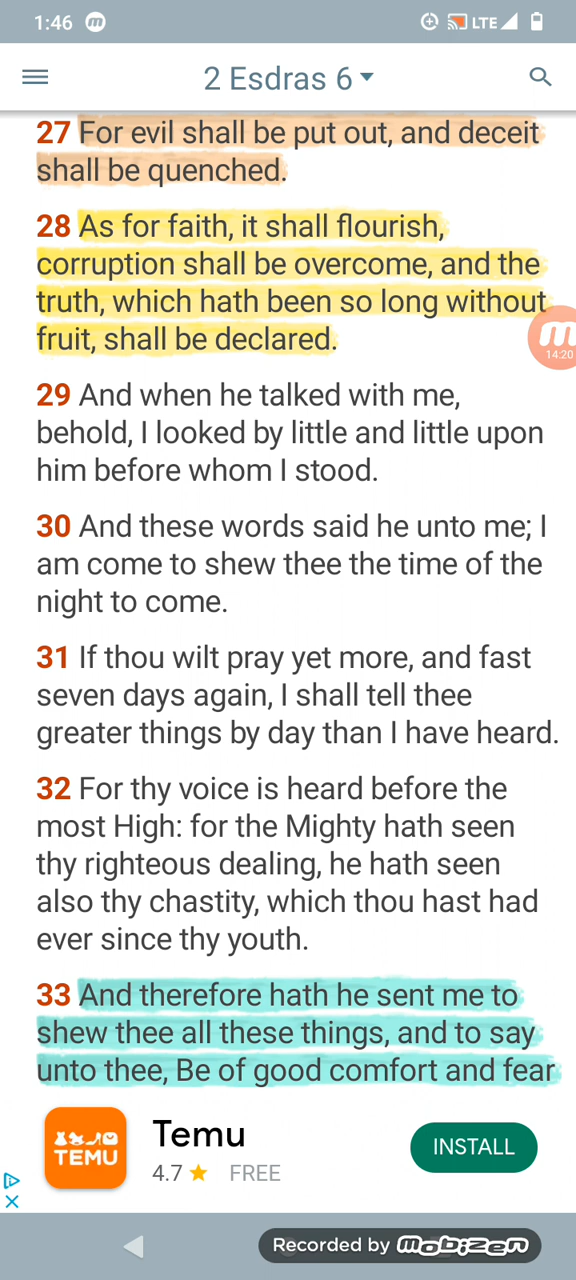 1:46
LTE
2 Esdras 6
27 For evil shall be put out, and deceit
shall be quenched.
28 As for faith, it shall flourish,
corruption shall be overcome, and the
truth, which hath been so long without
fruit, shall be declared.
14:20
29 And when he talked with me,
behold, I looked by little and little upon
him before whom I stood.
30 And these words said he unto me; I
am come to shew thee the time of the
night to come.
31 If thou wilt pray yet more, and fast
seven days again, I shall tell thee
greater things by day than I have heard.
32 For thy voice is heard before the
most High: for the Mighty hath seen
thy righteous dealing, he hath seen
also thy chastity, which thou hast had
ever since thy youth.
33 And therefore hath he sent me to
shew thee all these things, and to say
unto thee, Be of good comfort and fear
TEMU
Temu
4.7 FREE
INSTALL
Recorded by mobizen